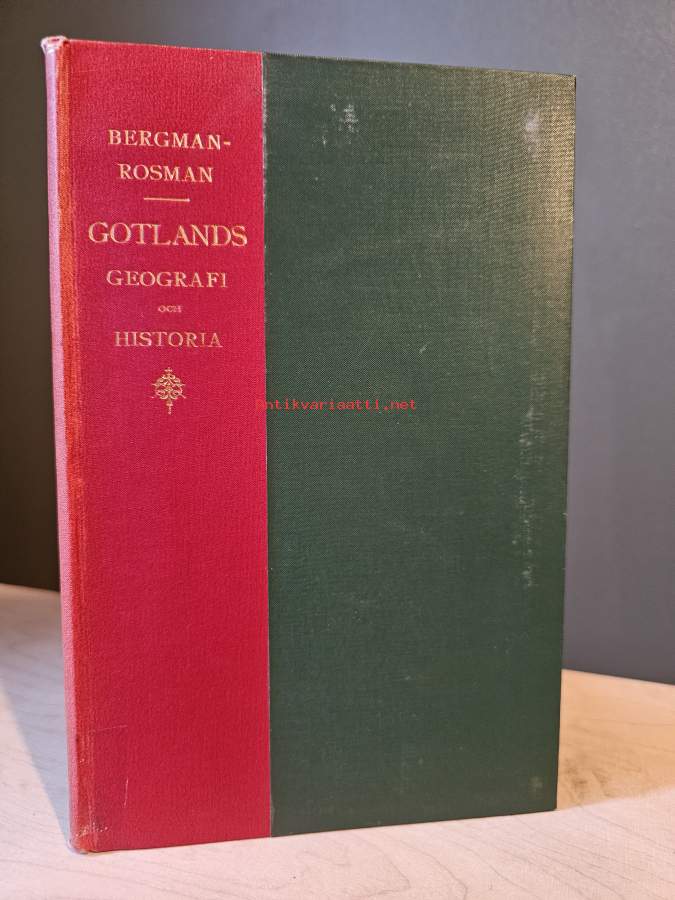 BERGMAN-
ROSMAN
GOTLANDS
GEOGRAFI
OCH
HISTORIA
Antikvariaatti.net